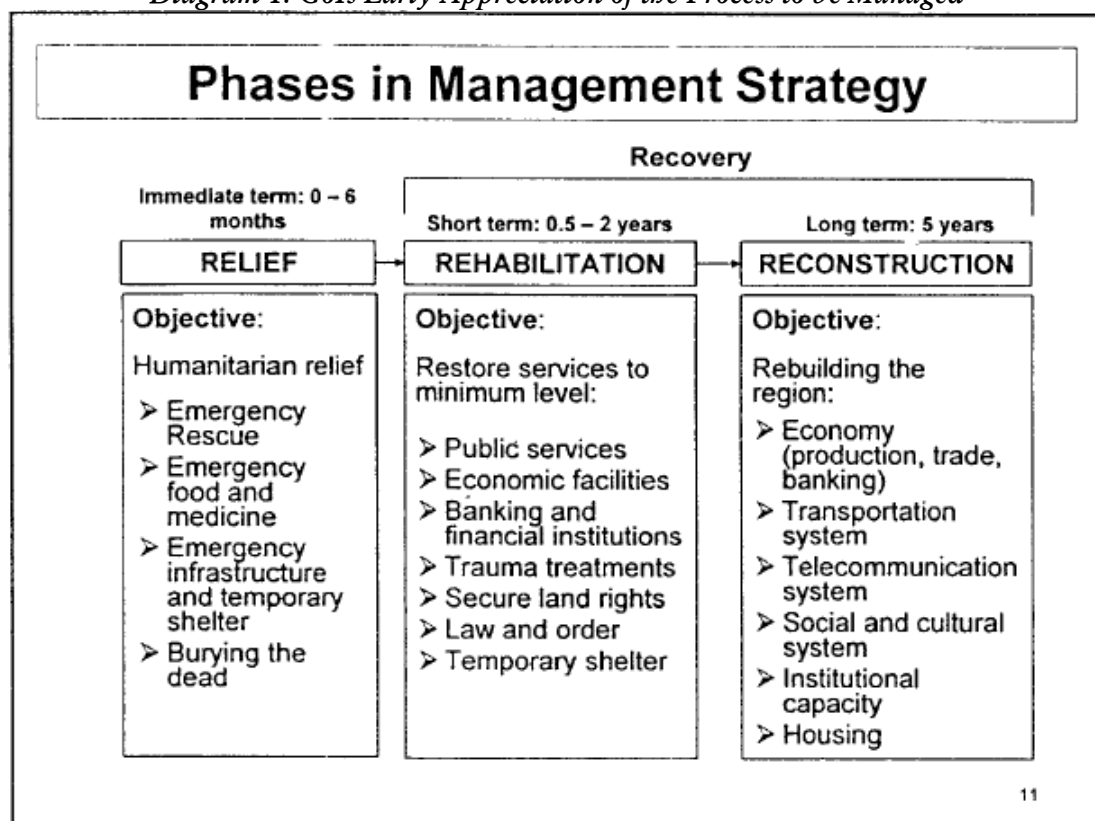 Diagram 1: GoI's Early Appreciation of the Process to be Managed
Phases in Management Strategy
Recovery
Immediate term: 0 – 6
months
RELIEF
Objective:
Humanitarian relief
➢ Emergency
Rescue
➢ Emergency
food and
medicine
➢ Emergency
infrastructure
and temporary
shelter
➢ Burying the
dead
Short term: 0.5 – 2 years
REHABILITATION
Objective:
Restore services to
minimum level:
➢ Public services
➢ Economic facilities
➢ Banking and
financial institutions
➢ Trauma treatments
➢ Secure land rights
➢ Law and order
➢ Temporary shelter
Long term: 5 years
RECONSTRUCTION
Objective:
Rebuilding the
region:
➢ Economy
(production, trade,
banking)
➢ Transportation
system
➢ Telecommunication
system
➢ Social and cultural
system
➢ Institutional
capacity
➢ Housing
11